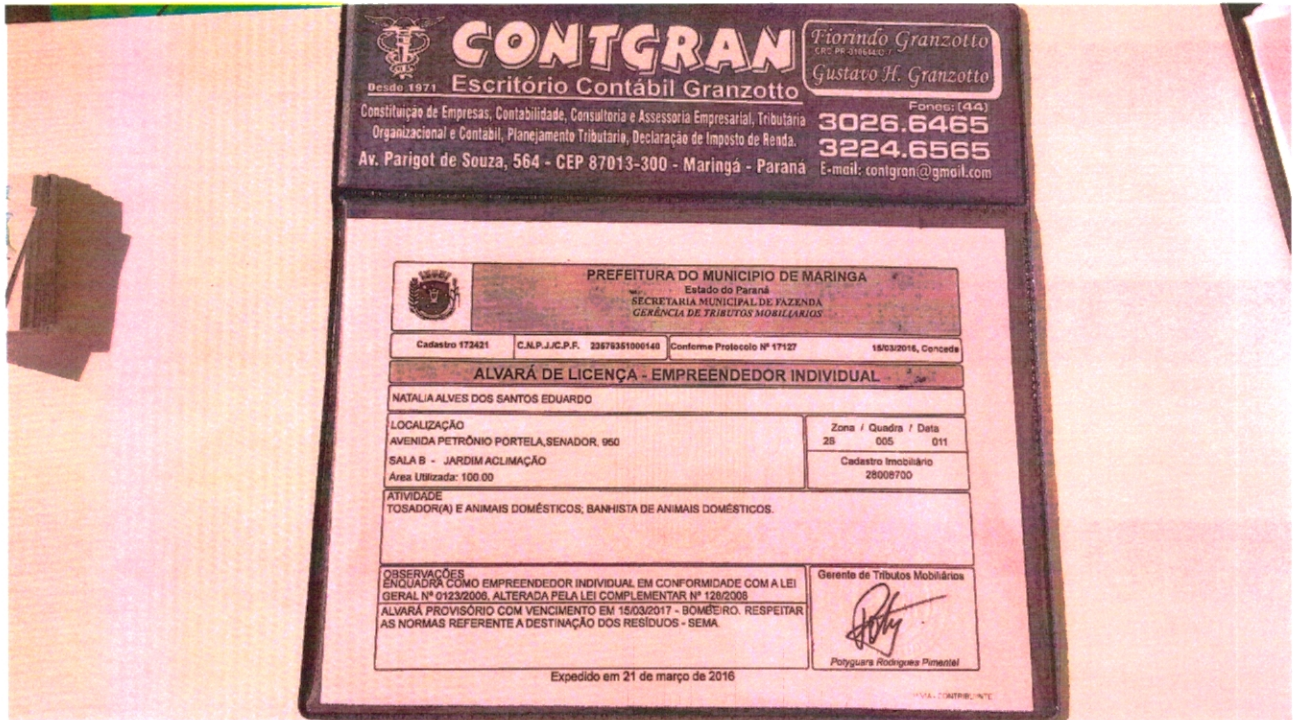 CONTGRAN
Desde 1971 Escritório Contábil Granzotto
Fiorindo Granzotto
Gustavo H. Granzotto
Constituição de Empresas, Contabilidade, Consultoria e Assessoria Empresarial, Tributária
Organizacional e Contabil, Planejamento Tributario, Declaração de Imposto de Renda.
Av. Parigot de Souza, 564 - CEP 87013-300 - Maringá - Paraná
Fones: (44)
3026.6465
3224.6565
E-mail: contgran@gmail.com
PREFEITURA DO MUNICIPIO DE MARINGA
Estado do Paraná
SECRETARIA MUNICIPAL DE FAZENDA
GERÊNCIA DE TRIBUTOS MOBILIARIOS
Cadastro 172421 C.N.P.J./C.P.F. 23579351000140 Conforme Protocolo Nº 17127 15/03/2016, Concede
ALVARÁ DE LICENÇA - EMPREENDEDOR INDIVIDUAL
NATALIA ALVES DOS SANTOS EDUARDO
LOCALIZAÇÃO
AVENIDA PETRÔNIO PORTELA,SENADOR, 960
SALA B - JARDIM ACLIMAÇÃO
Área Utilizada: 100.00
Zona / Quadra / Data
28 005 011
Cadastro Imobiliário
28008700
ATIVIDADE
TOSADOR(A) E ANIMAIS DOMÉSTICOS; BANHISTA DE ANIMAIS DOMÉSTICOS.
OBSERVAÇÕES
ENQUADRA COMO EMPREENDEDOR INDIVIDUAL EM CONFORMIDADE COM A LEI
GERAL Nº 0123/2006, ALTERADA PELA LEI COMPLEMENTAR Nº 128/2008
ALVARÁ PROVISÓRIO COM VENCIMENTO EM 15/03/2017 - BOMBEIRO. RESPEITAR
AS NORMAS REFERENTE A DESTINAÇÃO DOS RESÍDUOS - SEMA.
Gerente de Tributos Mobiliários
Potyguara Rodrigues Pimentel
Expedido em 21 de março de 2016
CONTRIBUINTE